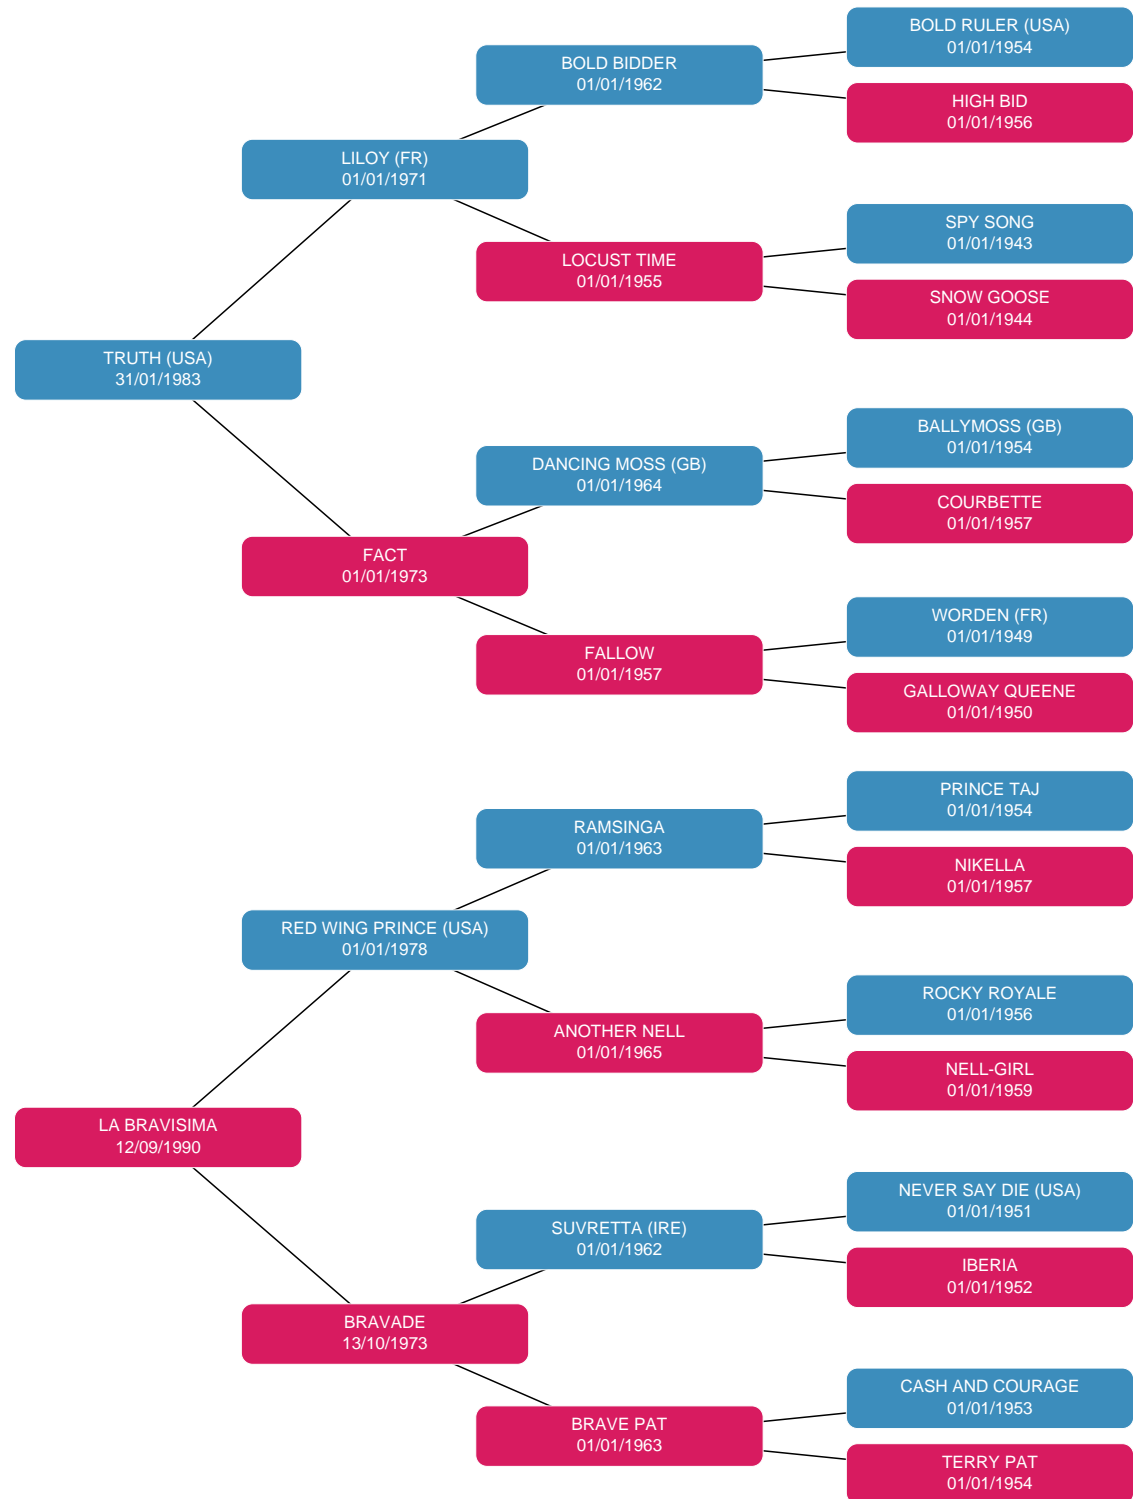 BOLD RULER (USA)
01/01/1954
BOLD BIDDER
01/01/1962
HIGH BID
01/01/1956
LILOY (FR)
01/01/1971
SPY SONG
01/01/1943
LOCUST TIME
01/01/1955
SNOW GOOSE
01/01/1944
TRUTH (USA)
31/01/1983
BALLYMOSS (GB)
01/01/1954
DANCING MOSS (GB)
01/01/1964
COURBETTE
01/01/1957
FACT
01/01/1973
WORDEN (FR)
01/01/1949
FALLOW
01/01/1957
GALLOWAY QUEENE
01/01/1950
PRINCE TAJ
01/01/1954
RAMSINGA
01/01/1963
NIKELLA
01/01/1957
RED WING PRINCE (USA)
01/01/1978
ROCKY ROYALE
01/01/1956
ANOTHER NELL
01/01/1965
NELL-GIRL
01/01/1959
LA BRAVISIMA
12/09/1990
NEVER SAY DIE (USA)
01/01/1951
SUVRETTA (IRE)
01/01/1962
IBERIA
01/01/1952
BRAVADE
13/10/1973
CASH AND COURAGE
01/01/1953
BRAVE PAT
01/01/1963
TERRY PAT
01/01/1954